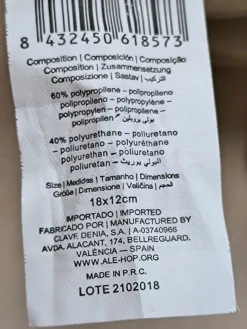 8 432450 618573
Composition | Composición | Composição
Composition | Zusammensetzung
Composizione | Sastav | التركيب
60% polypropilene - polipropileno
polipropileno - polypropylène -
polypropylen - polipropilene -
polipropilen - بولي بروبلين
40% polyurethane - poliuretano
- poliuretano - polyuréthane -
polyurethan - poliuretano -
poliuretan - البولي يوريثان
Size | Medidas | Tamanho | Dimensions
Größe | Dimensione | Veličina | الحجم
18x12cm
IMPORTADO | IMPORTED
FABRICADO POR | MANUFACTURED BY
CLAVE DENIA, S.A. | A-03740966
AVDA. ALACANT, 174, BELLREGUARD.
VALÈNCIA – SPAIN
WWW.ALE-HOP.ORG
MADE IN P.R.C.
LOTE 2102018